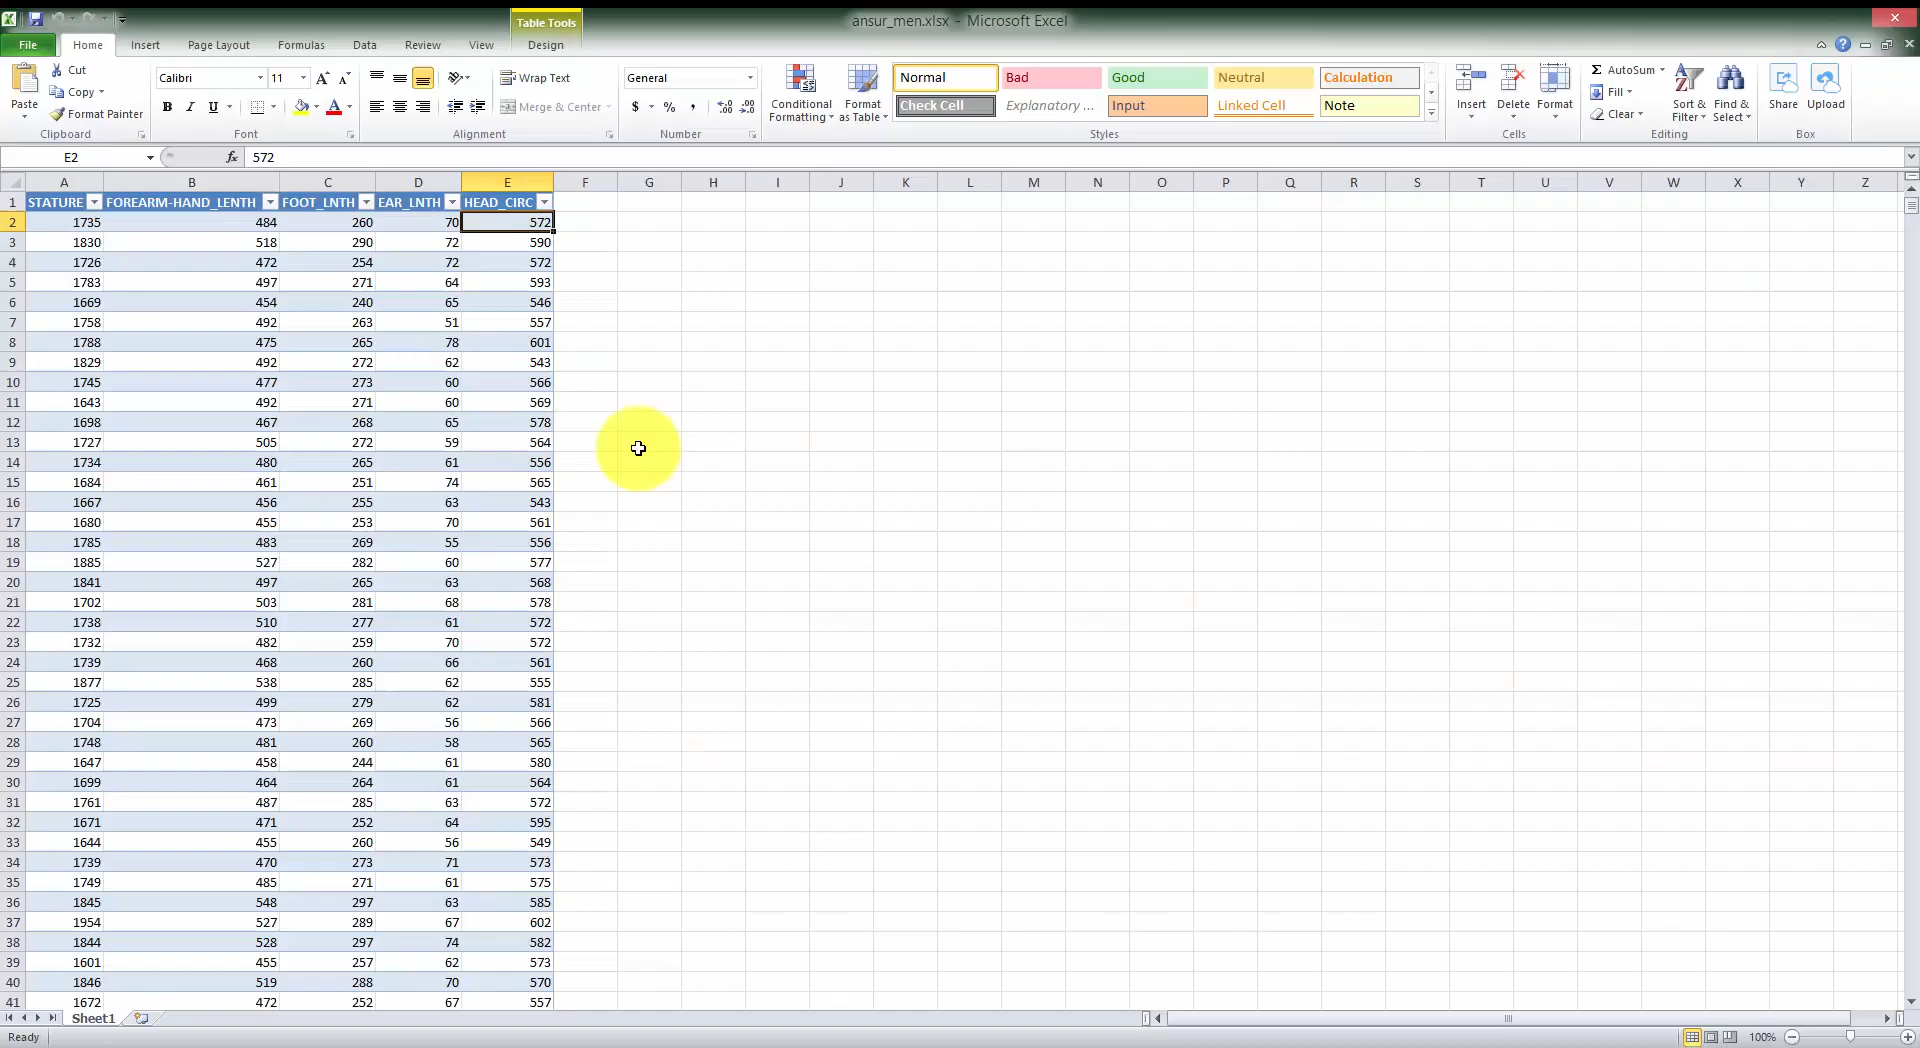 Table Tools
ansur_men.xlsx - Microsoft Excel
File Home Insert Page Layout Formulas Data Review View Design
Paste
Cut
Copy
Format Painter
Clipboard
Calibri 11
B I U
Font
Wrap Text
Merge & Center
Alignment
General
$ % ,
Number
Conditional Formatting
Format as Table
Normal Bad Good Neutral Calculation
Check Cell Explanatory ... Input Linked Cell Note
Styles
Insert Delete Format
Cells
Σ AutoSum
Fill
Clear
Sort & Filter
Find & Select
Editing
Share Upload
Box
E2 fx 572
A B C D E F G H I J K L M N O P Q R S T U V W X Y Z
1 STATURE FOREARM-HAND_LENTH FOOT_LNTH EAR_LNTH HEAD_CIRC
2 1735 484 260 70 572
3 1830 518 290 72 590
4 1726 472 254 72 572
5 1783 497 271 64 593
6 1669 454 240 65 546
7 1758 492 263 51 557
8 1788 475 265 78 601
9 1829 492 272 62 543
10 1745 477 273 60 566
11 1643 492 271 60 569
12 1698 467 268 65 578
13 1727 505 272 59 564
14 1734 480 265 61 556
15 1684 461 251 74 565
16 1667 456 255 63 543
17 1680 455 253 70 561
18 1785 483 269 55 556
19 1885 527 282 60 577
20 1841 497 265 63 568
21 1702 503 281 68 578
22 1738 510 277 61 572
23 1732 482 259 70 572
24 1739 468 260 66 561
25 1877 538 285 62 555
26 1725 499 279 62 581
27 1704 473 269 56 566
28 1748 481 260 58 565
29 1647 458 244 61 580
30 1699 464 264 61 564
31 1761 487 285 63 572
32 1671 471 252 64 595
33 1644 455 260 56 549
34 1739 470 273 71 573
35 1749 485 271 61 575
36 1845 548 297 63 585
37 1954 527 289 67 602
38 1844 528 297 74 582
39 1601 455 257 62 573
40 1846 519 288 70 570
41 1672 472 252 67 557
Sheet1
Ready
100%